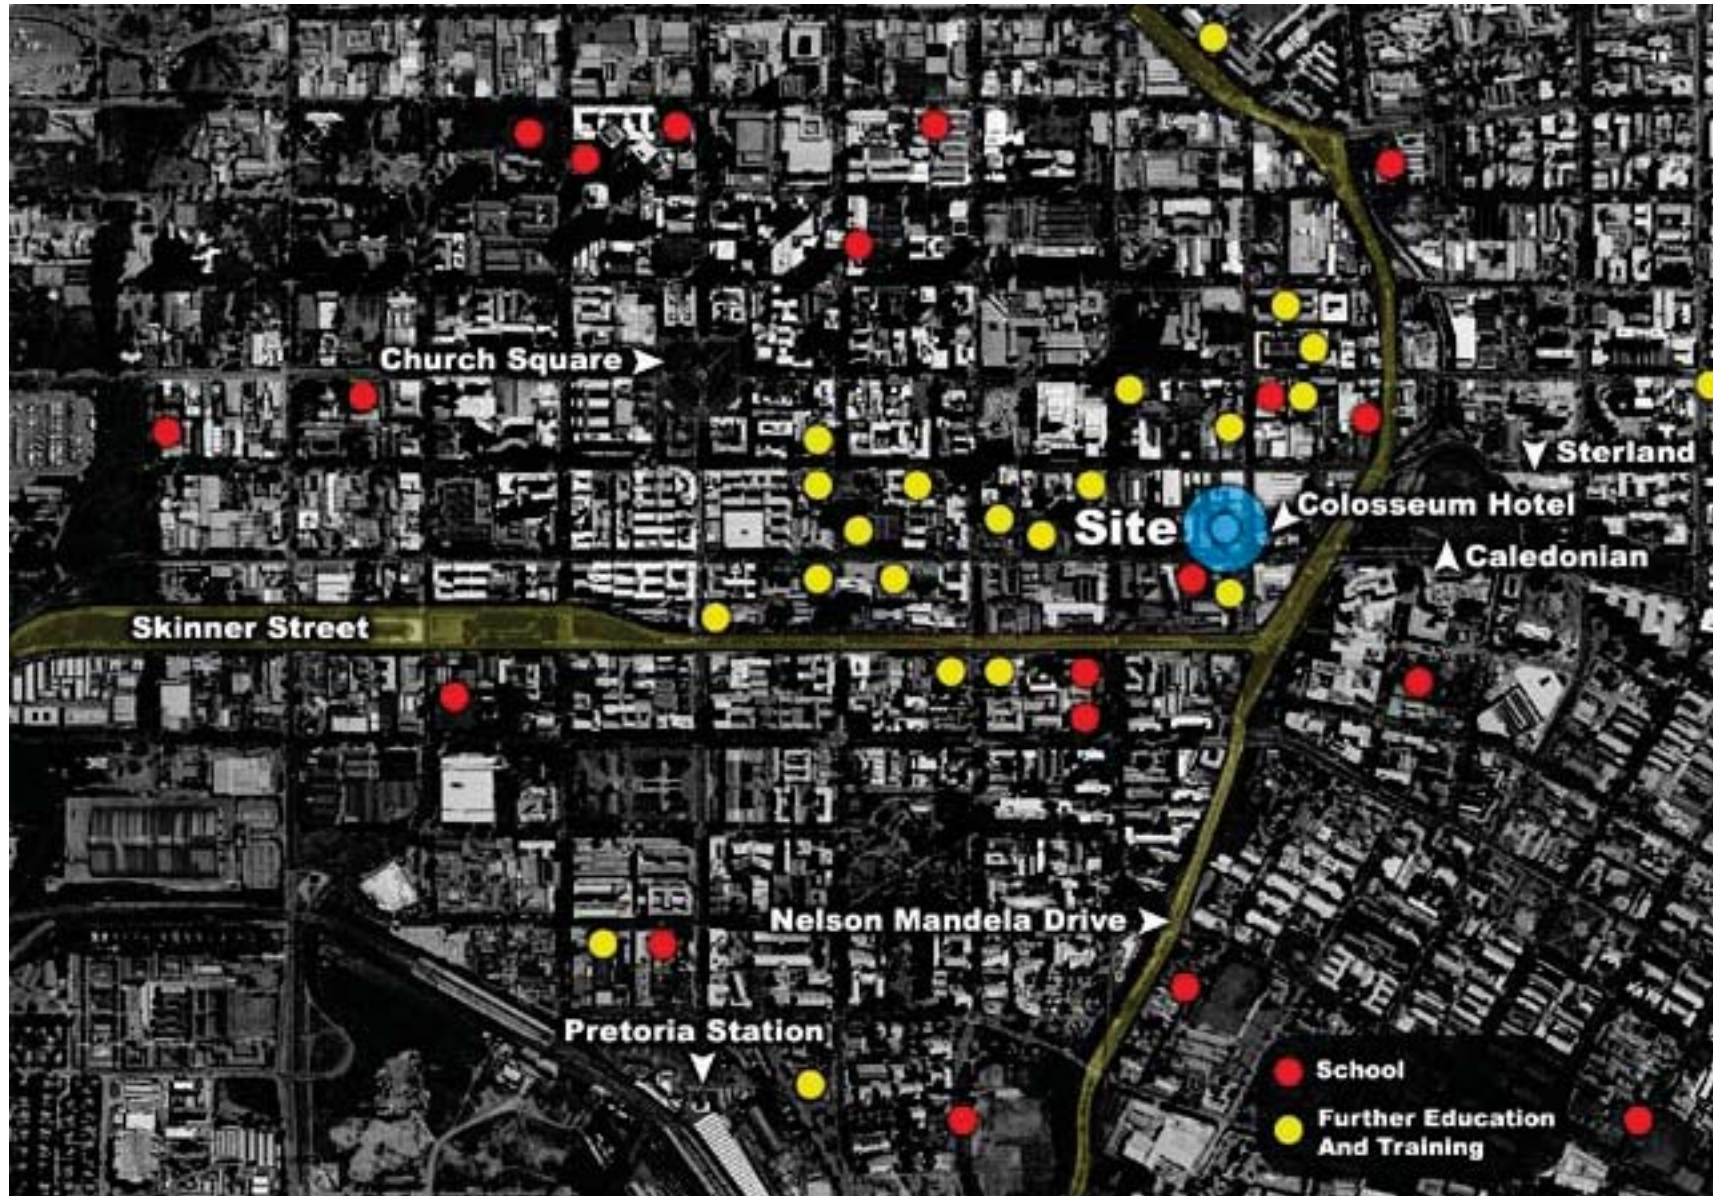 Church Square
Sterland
Colosseum Hotel
Site
Caledonian
Skinner Street
Nelson Mandela Drive
Pretoria Station
School
Further Education
And Training